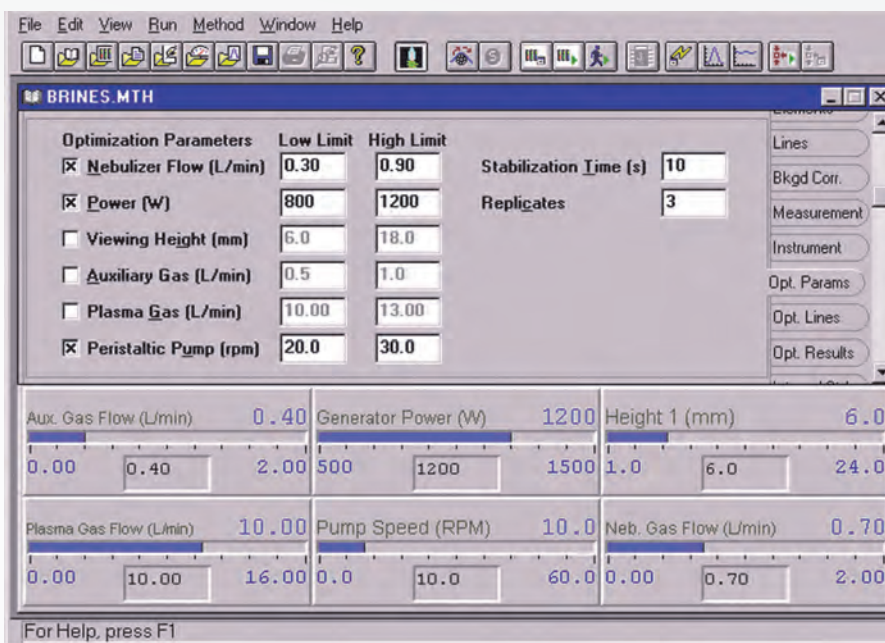 File Edit View Run Method Window Help
BRINES.MTH
Optimization Parameters Low Limit High Limit
Nebulizer Flow (L/min) 0.30 0.90 Stabilization Time (s) 10
Power (W) 800 1200 Replicates 3
Viewing Height (mm) 6.0 18.0
Auxiliary Gas (L/min) 0.5 1.0
Plasma Gas (L/min) 10.00 13.00
Peristaltic Pump (rpm) 20.0 30.0
Lines
Bkgd Corr.
Measurement
Instrument
Opt. Params
Opt. Lines
Opt. Results
Aux. Gas Flow (L/min) 0.40 Generator Power (W) 1200 Height 1 (mm) 6.0
0.00 0.40 2.00 500 1200 1500 1.0 6.0 24.0
Plasma Gas Flow (L/min) 10.00 Pump Speed (RPM) 10.0 Neb. Gas Flow (L/min) 0.70
0.00 10.00 16.00 0.0 10.0 60.0 0.00 0.70 2.00
For Help, press F1